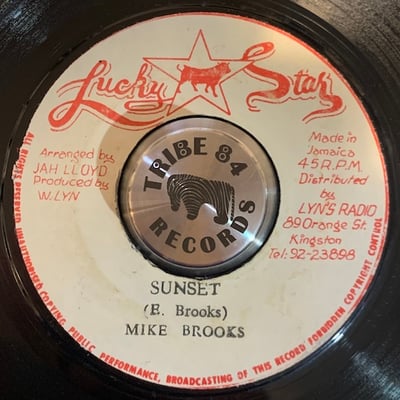 Lucky Star
Arranged by
JAH LLOYD
Produced by
W.LYN
Made in
Jamaica
45 R.P.M.
Distributed
by
LYN'S RADIO
89 Orange St.
Kingston
Tel:92-23898
TRIBE 84
RECORDS
SUNSET
(E. Brooks)
MIKE BROOKS
ALL RIGHTS RESERVED UNAUTHORISED COPYING PUBLIC PERFORMANCE, BROADCASTING OF THIS RECORD FORBIDDEN COPYRIGHT CONTROL